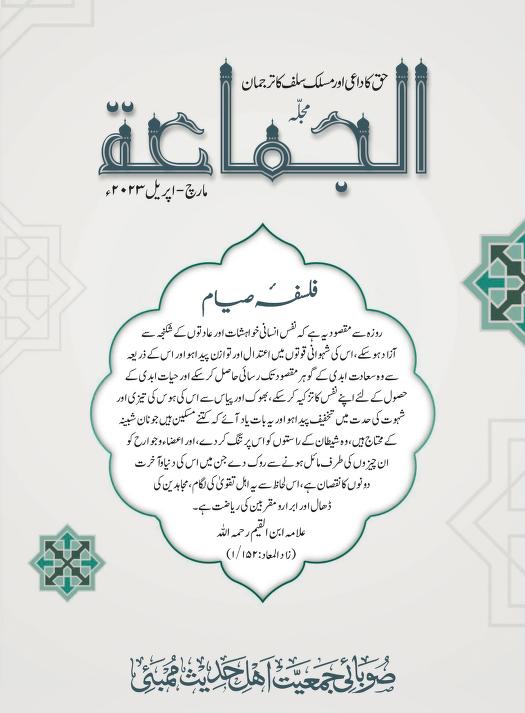 حق کا داعی اور مسلک سلف کا ترجمان
مجلّہ
الجماعة
مارچ - اپریل ۲۰۲۳ء
فلسفۂ صیام
روزہ سے مقصود یہ ہے کہ نفس انسانی خواہشات اور عادتوں کے شکنجہ سے
آزاد ہو سکے، اس کی شہوانی قوتوں میں اعتدال اور توازن پیدا ہو اور اس کے ذریعہ
سے وہ سعادت ابدی کے گوہر مقصود تک رسائی حاصل کر سکے اور حیات ابدی کے
حصول کے لئے اپنے نفس کا تزکیہ کر سکے، بھوک اور پیاس سے اس کی ہوس کی تیزی اور
شہوت کی حدت میں تخفیف پیدا ہو اور یہ بات یاد آئے کہ کتنے مسکین ہیں جو نان شبینہ
کے محتاج ہیں، وہ شیطان کے راستوں کو اس پر تنگ کر دے، اور اعضاء و جوارح کو
ان چیزوں کی طرف مائل ہونے سے روک دے جن میں اس کی دنیا و آخرت
دونوں کا نقصان ہے، اس لحاظ سے یہ اہل تقویٰ کی لگام، مجاہدین کی
ڈھال اور ابرار و مقربین کی ریاضت ہے۔
علامہ ابن القیم رحمہ اللہ
(زاد المعاد: ۱/۱۵۲)
صوبائی جمعیت اهل حدیث ممبئی